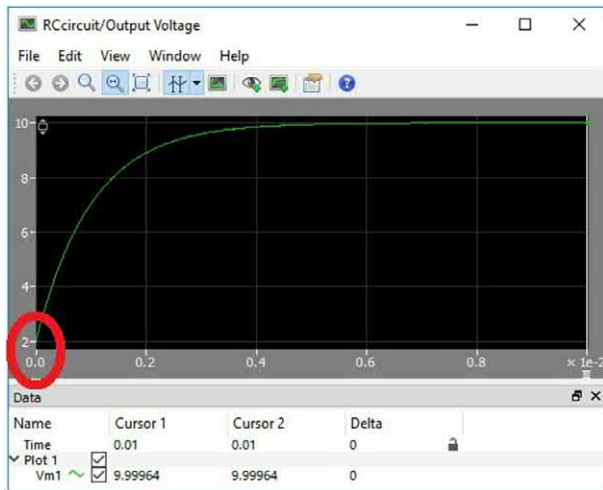 RCcircuit/Output Voltage
File Edit View Window Help
10
8
6
4
2
0.0 0.2 0.4 0.6 0.8 × 1e-2
Data
Name Cursor 1 Cursor 2 Delta
Time 0.01 0.01 0
Plot 1
Vm1 9.99964 9.99964 0